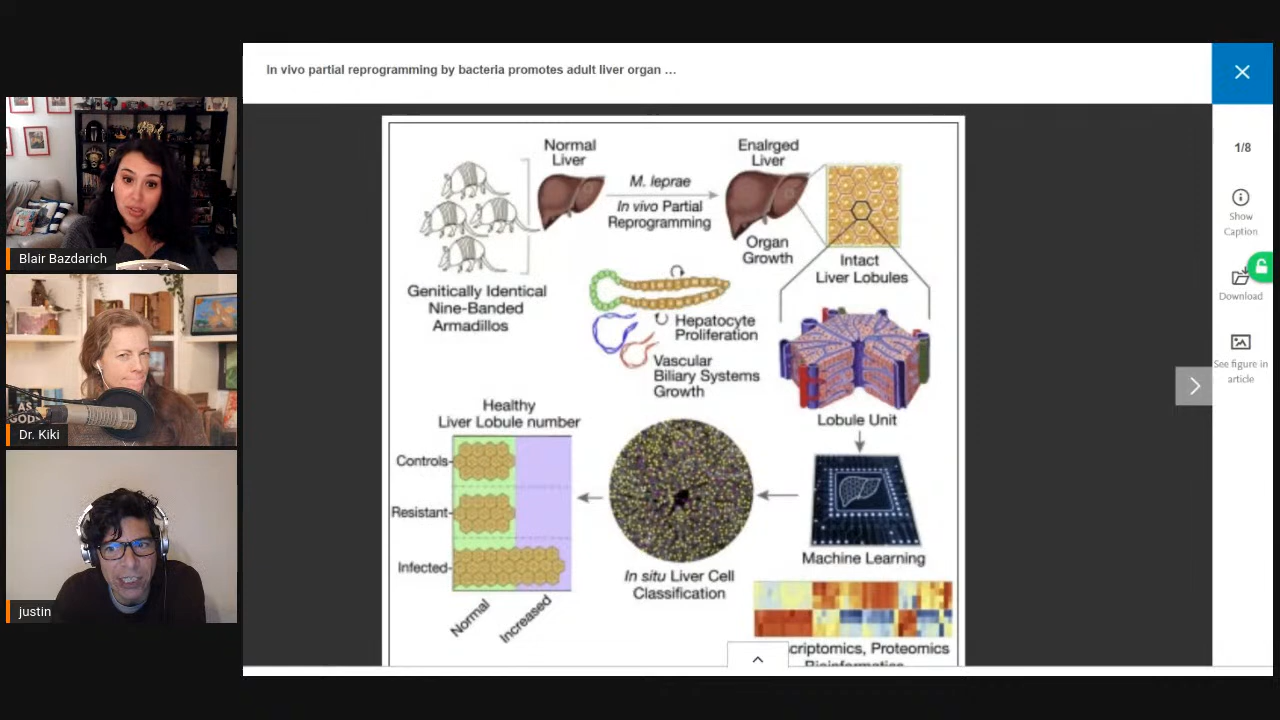 In vivo partial reprogramming by bacteria promotes adult liver organ ...
1/8
Show
Caption
Download
See figure in
article
Normal
Liver
Enalrged
Liver
M. leprae
In vivo Partial
Reprogramming
Organ
Growth
Intact
Liver Lobules
Genitically Identical
Nine-Banded
Armadillos
Hepatocyte
Proliferation
Vascular
Biliary Systems
Growth
Lobule Unit
Healthy
Liver Lobule number
Controls
Resistant
Infected
Normal
Increased
In situ Liver Cell
Classification
Machine Learning
criptomics, Proteomics
Bioinformatics
Blair Bazdarich
AS
GOD
Dr. Kiki
justin